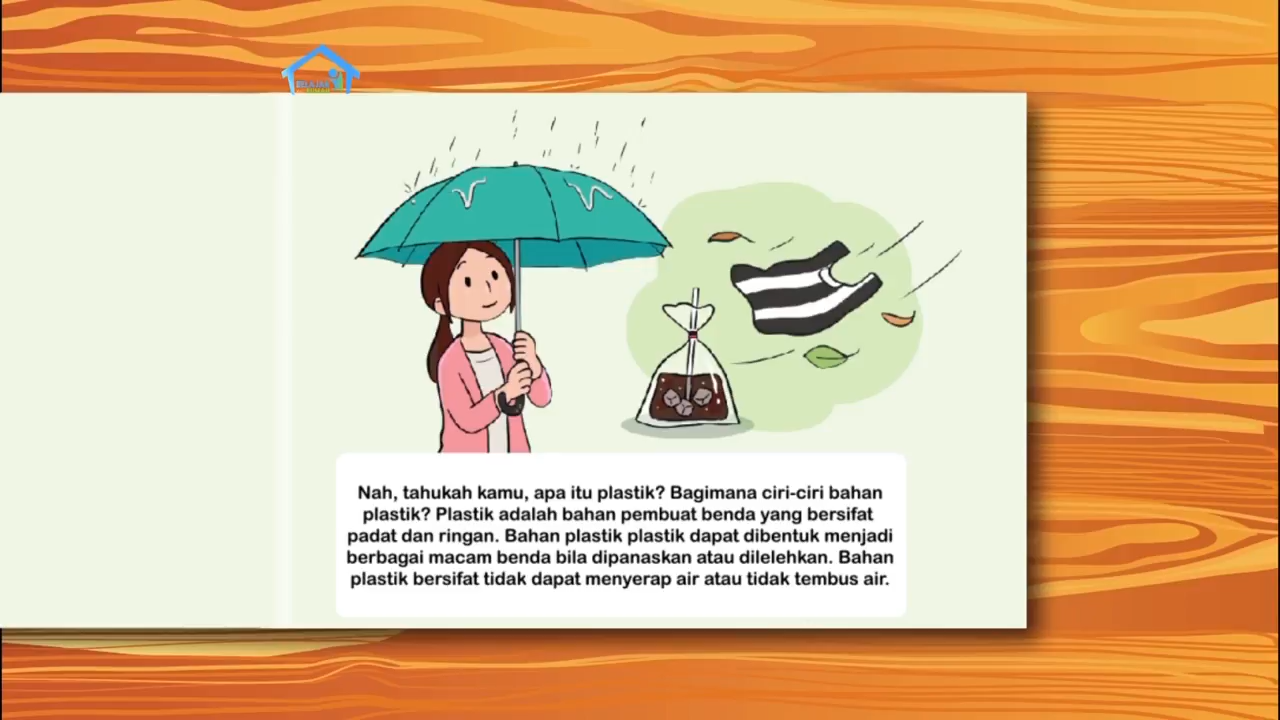 BELAJAR
RUMAH
Nah, tahukah kamu, apa itu plastik? Bagimana ciri-ciri bahan
plastik? Plastik adalah bahan pembuat benda yang bersifat
padat dan ringan. Bahan plastik plastik dapat dibentuk menjadi
berbagai macam benda bila dipanaskan atau dilelehkan. Bahan
plastik bersifat tidak dapat menyerap air atau tidak tembus air.